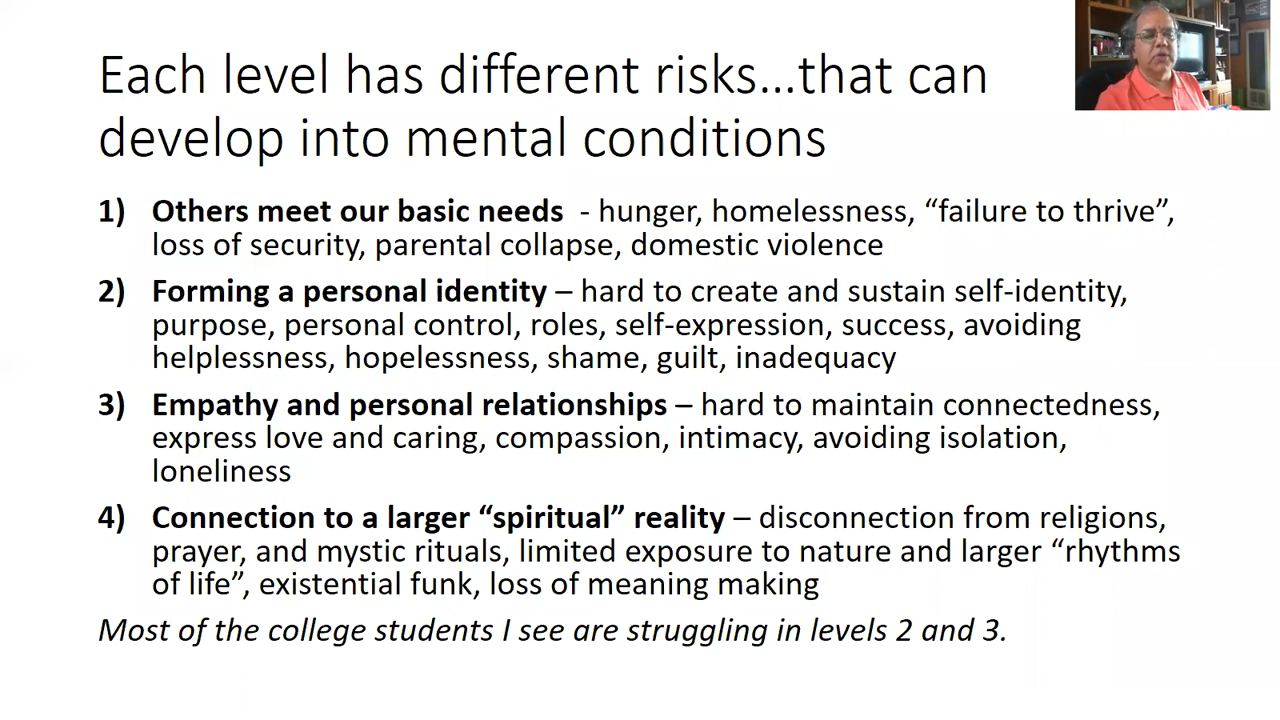 Each level has different risks…that can
develop into mental conditions
1) Others meet our basic needs - hunger, homelessness, “failure to thrive”,
loss of security, parental collapse, domestic violence
2) Forming a personal identity – hard to create and sustain self-identity,
purpose, personal control, roles, self-expression, success, avoiding
helplessness, hopelessness, shame, guilt, inadequacy
3) Empathy and personal relationships – hard to maintain connectedness,
express love and caring, compassion, intimacy, avoiding isolation,
loneliness
4) Connection to a larger “spiritual” reality – disconnection from religions,
prayer, and mystic rituals, limited exposure to nature and larger “rhythms
of life”, existential funk, loss of meaning making
Most of the college students I see are struggling in levels 2 and 3.